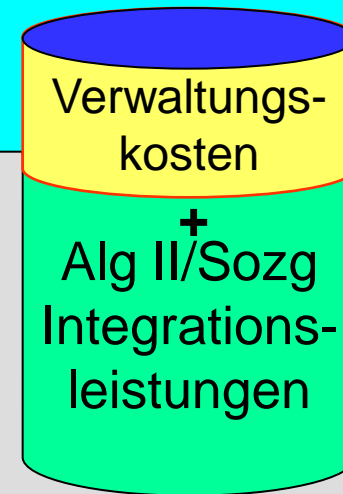 Verwaltungs-
kosten
+
Alg II/Sozg
Integrations-
leistungen